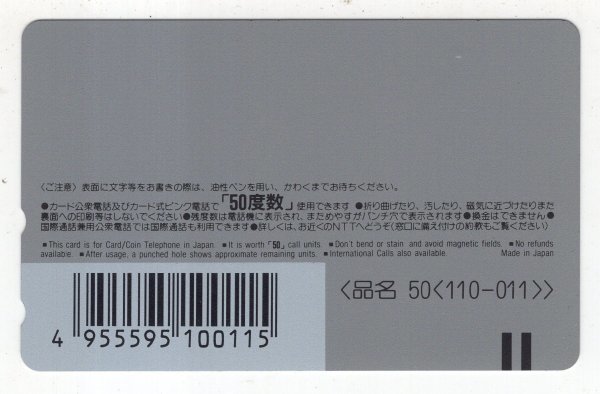 〈ご注意〉表面に文字等をお書きの際は、油性ペンを用い、かわくまでお待ちください。
●カード公衆電話及びカード式ピンク電話で「50度数」使用できます ●折り曲げたり、汚したり、磁気に近づけたりまた
裏面への印刷等はしないでください ●残度数は電話機に表示され、まためやすがパンチ穴で表示されます ●換金はできません ●
国際通話兼用公衆電話では国際通話も利用できます ●詳しくは、お近くのNTTへどうぞ(窓口に備え付けの約款もご覧ください)
■This card is for Card/Coin Telephone in Japan. ■It is worth「50」call units. ■Don't bend or stain and avoid magnetic fields. ■No refunds
available. ■After usage, a punched hole shows approximate remaining units. ■International Calls also available. Made in Japan
〈品名 50〈110-011〉〉
4 955595 100115